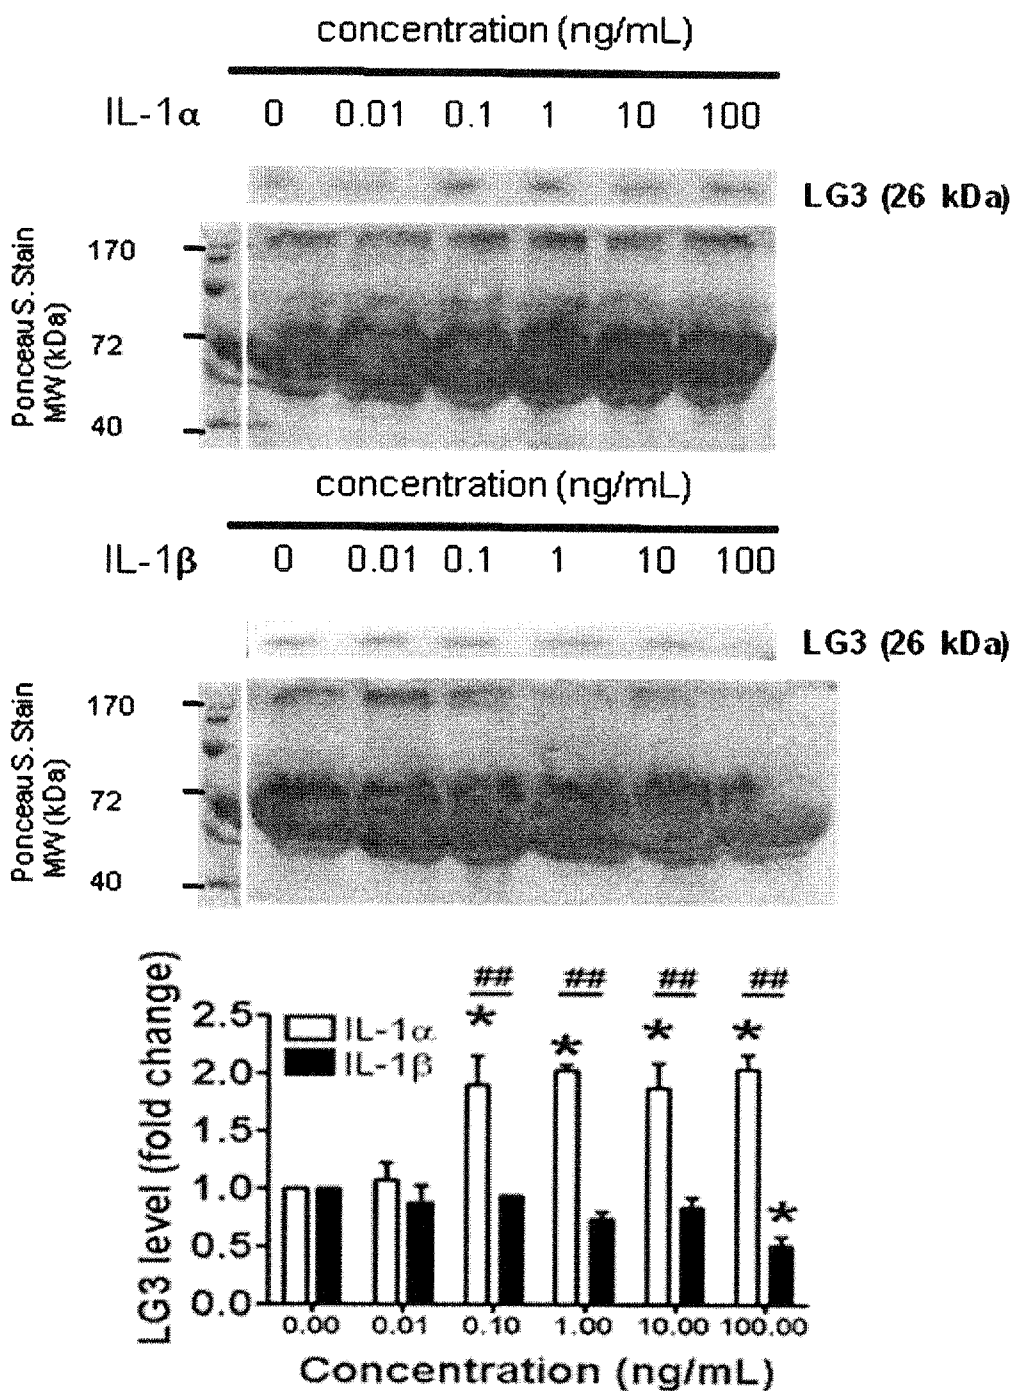 concentration (ng/mL)
IL-1α 0 0.01 0.1 1 10 100
LG3 (26 kDa)
Ponceau S. Stain
MW (kDa)
170
72
40
concentration (ng/mL)
IL-1β 0 0.01 0.1 1 10 100
LG3 (26 kDa)
Ponceau S. Stain
MW (kDa)
170
72
40
## ## ## ##
* * * *
*
IL-1α
IL-1β
LG3 level (fold change)
2.5
2.0
1.5
1.0
0.5
0.0
0.00 0.01 0.10 1.00 10.00 100.00
Concentration (ng/mL)